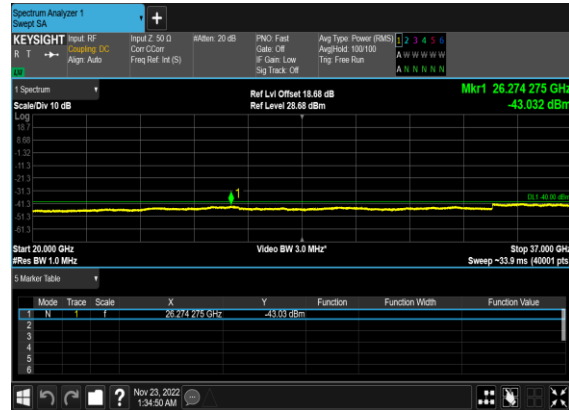 Spectrum Analyzer 1
Swept SA
+
KEYSIGHT Input: RF Input Z: 50 Ω #Atten: 20 dB PNO: Fast Avg Type: Power (RMS) 1 2 3 4 5 6
R T Coupling: DC Corr CCorr Gate: Off Avg|Hold: 100/100 A W W W W W
Align: Auto Freq Ref: Int (S) IF Gain: Low Trig: Free Run
LW Sig Track: Off A N N N N N
1 Spectrum Ref Lvl Offset 18.68 dB Mkr1 26.274 275 GHz
Scale/Div 10 dB Ref Level 28.68 dBm -43.032 dBm
Log
18.7
8.68
-1.32
-11.3
-21.3
-31.3
1
DL1 -40.00 dBm
-41.3
-51.3
-61.3
Start 20.000 GHz Video BW 3.0 MHz* Stop 37.000 GHz
#Res BW 1.0 MHz Sweep ~33.9 ms (40001 pts)
5 Marker Table
Mode Trace Scale X Y Function Function Width Function Value
1 N 1 f 26.274 275 GHz -43.03 dBm
2
3
4
5
6
? Nov 23, 2022
1:34:50 AM